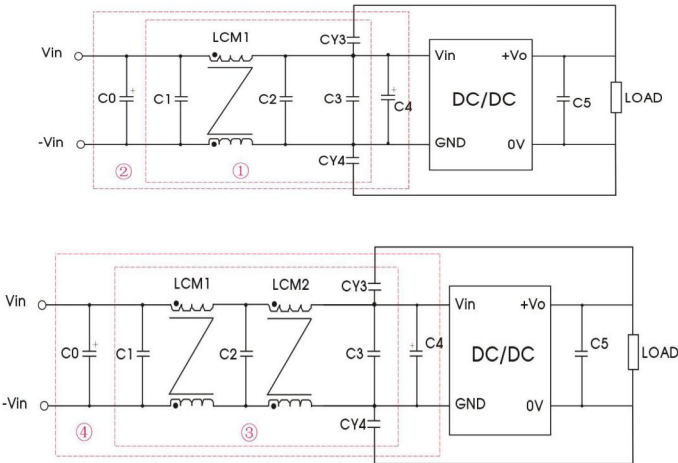 LCM1
CY3
Vin
Vin
+Vo
C0
+
C1
C2
C3
+
C4
DC/DC
C5
LOAD
-Vin
GND
0V
CY4
②
①
LCM1
LCM2
CY3
Vin
Vin
+Vo
C0
+
C1
C2
C3
+
C4
DC/DC
C5
LOAD
-Vin
GND
0V
CY4
④
③